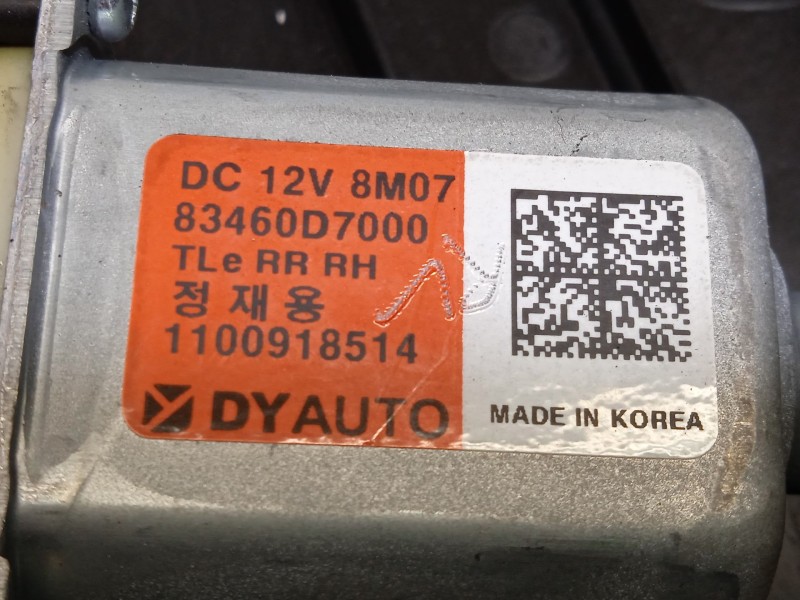 DC 12V 8M07
83460D7000
TLe RR RH
정재용
1100918514
DYAUTO
MADE IN KOREA